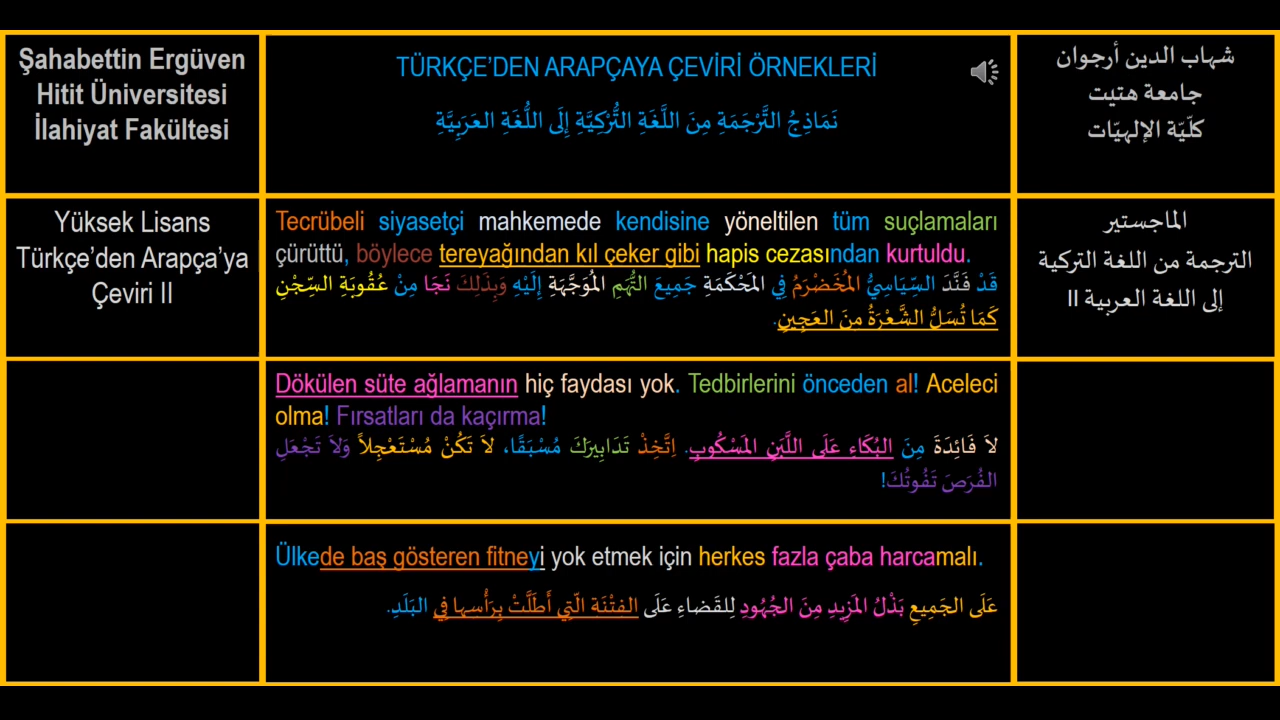 Şahabettin Ergüven
Hitit Üniversitesi
İlahiyat Fakültesi
TÜRKÇE’DEN ARAPÇAYA ÇEVİRİ ÖRNEKLERİ
نَمَاذِجُ التَّرْجَمَةِ مِنَ اللَّغَةِ التُّرْكِيَّةِ إِلَى اللُّغَةِ العَرَبِيَّةِ
شهاب الدين أرجوان
جامعة هتيت
كلّيّة الإلهيّات
Yüksek Lisans
Türkçe’den Arapça’ya
Çeviri II
Tecrübeli siyasetçi mahkemede kendisine yöneltilen tüm suçlamaları
çürüttü, böylece tereyağından kıl çeker gibi hapis cezasından kurtuldu.
قَدْ فَنَّدَ السِّيَاسِيُّ المُخَضْرَمُ فِي المَحْكَمَةِ جَمِيعَ التُّهَمِ المُوَجَّهَةِ إِلَيْهِ وَبِذَلِكَ نَجَا مِنْ عُقُوبَةِ السِّجْنِ
كَمَا تُسَلُّ الشَّعْرَةُ مِنَ العَجِينِ.
الماجستير
الترجمة من اللغة التركية
إلى اللغة العربية II
Dökülen süte ağlamanın hiç faydası yok. Tedbirlerini önceden al! Aceleci
olma! Fırsatları da kaçırma!
لاَ فَائِدَةَ مِنَ البُكَاءِ عَلَى اللَّبَنِ المَسْكُوبِ. اِتَّخِذْ تَدَابِيرَكَ مُسْبَقًا، لاَ تَكُنْ مُسْتَعْجِلاً وَلاَ تَجْعَلِ
الفُرَصَ تَفُوتُكَ!
Ülkede baş gösteren fitneyi yok etmek için herkes fazla çaba harcamalı.
عَلَى الجَمِيعِ بَذْلُ المَزِيدِ مِنَ الجُهُودِ لِلقَضَاءِ عَلَى الفِتْنَةِ الّتِي أَطَلَّتْ بِرَأْسِها فِي البَلَدِ.